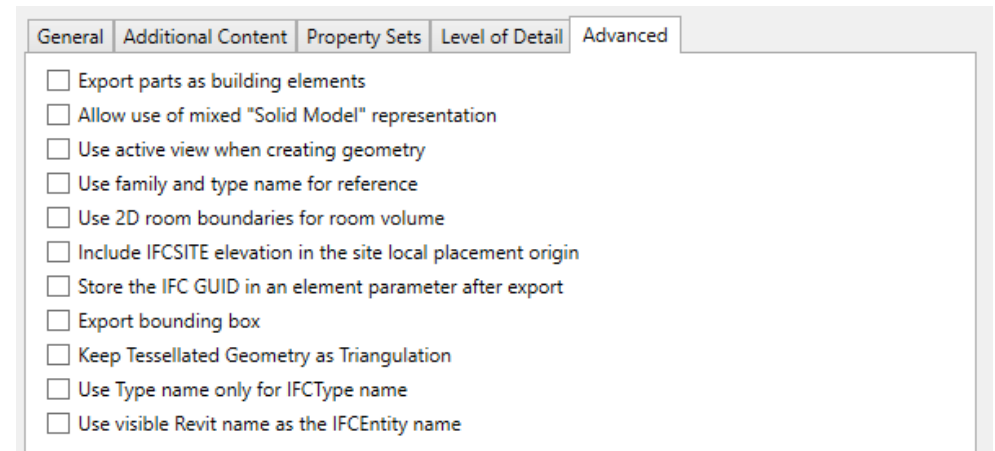 General Additional Content Property Sets Level of Detail Advanced
Export parts as building elements
Allow use of mixed "Solid Model" representation
Use active view when creating geometry
Use family and type name for reference
Use 2D room boundaries for room volume
Include IFCSITE elevation in the site local placement origin
Store the IFC GUID in an element parameter after export
Export bounding box
Keep Tessellated Geometry as Triangulation
Use Type name only for IFCType name
Use visible Revit name as the IFCEntity name